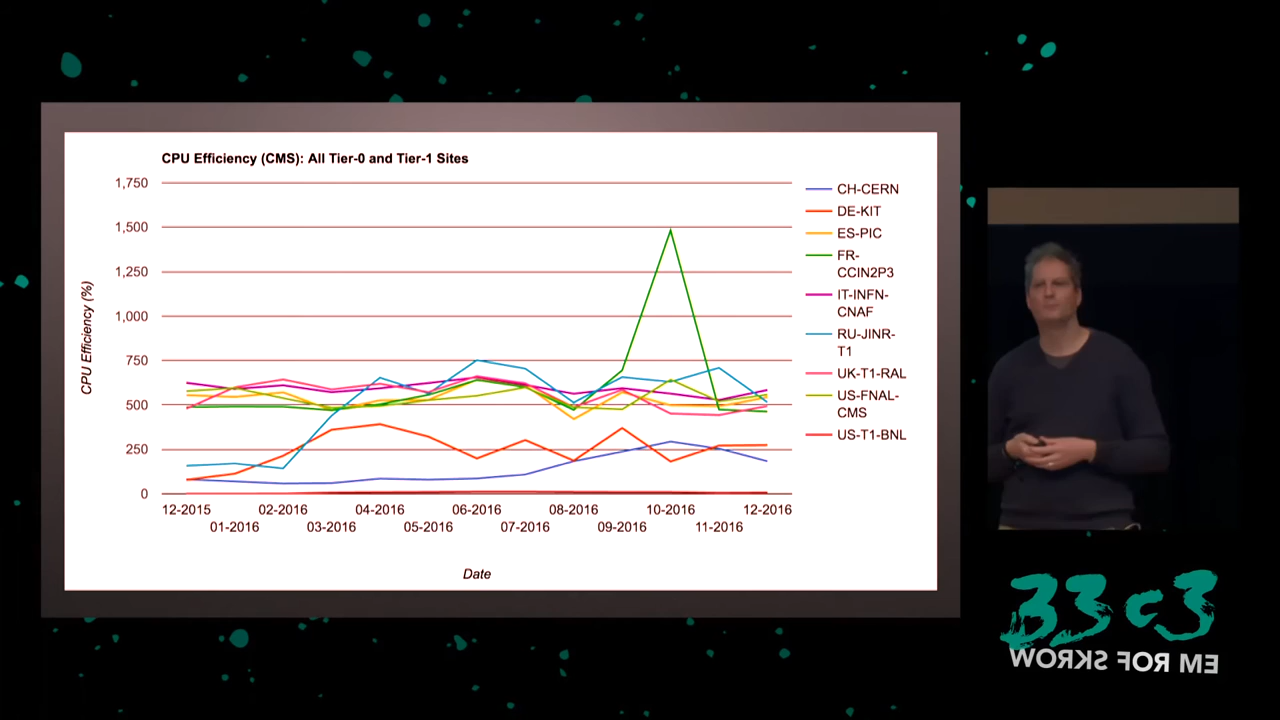 CPU Efficiency (CMS): All Tier-0 and Tier-1 Sites
CPU Efficiency (%)
1,750
1,500
1,250
1,000
750
500
250
0
12-2015
01-2016
02-2016
03-2016
04-2016
05-2016
06-2016
07-2016
08-2016
09-2016
10-2016
11-2016
12-2016
Date
CH-CERN
DE-KIT
ES-PIC
FR-
CCIN2P3
IT-INFN-
CNAF
RU-JINR-
T1
UK-T1-RAL
US-FNAL-
CMS
US-T1-BNL
33c3
WORKS FOR ME